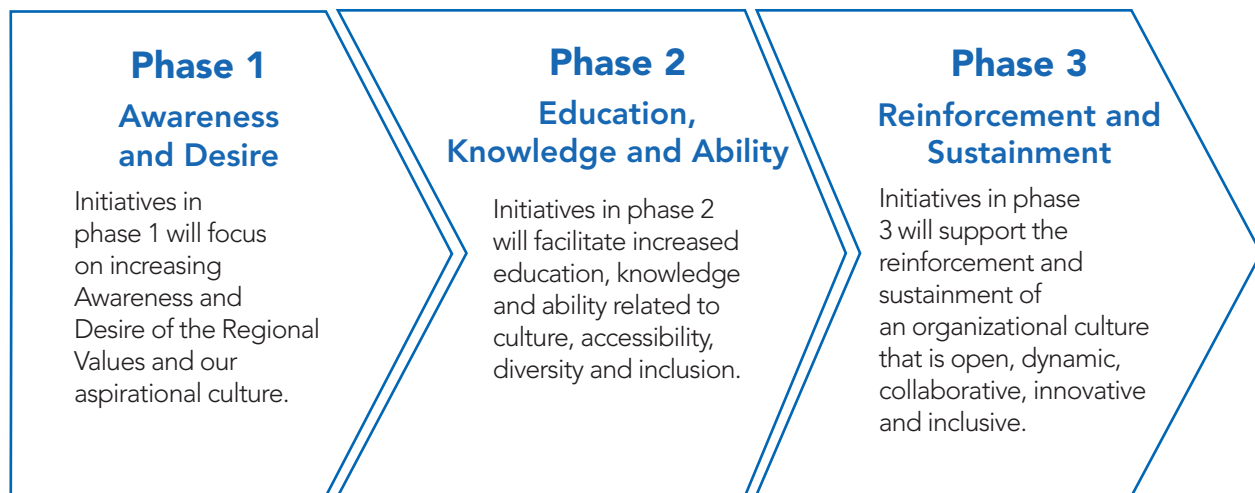 Phase 1
Awareness
and Desire
Initiatives in
phase 1 will focus
on increasing
Awareness and
Desire of the Regional
Values and our
aspirational culture.
Phase 2
Education,
Knowledge and Ability
Initiatives in phase 2
will facilitate increased
education, knowledge
and ability related to
culture, accessibility,
diversity and inclusion.
Phase 3
Reinforcement and
Sustainment
Initiatives in phase
3 will support the
reinforcement and
sustainment of
an organizational culture
that is open, dynamic,
collaborative, innovative
and inclusive.